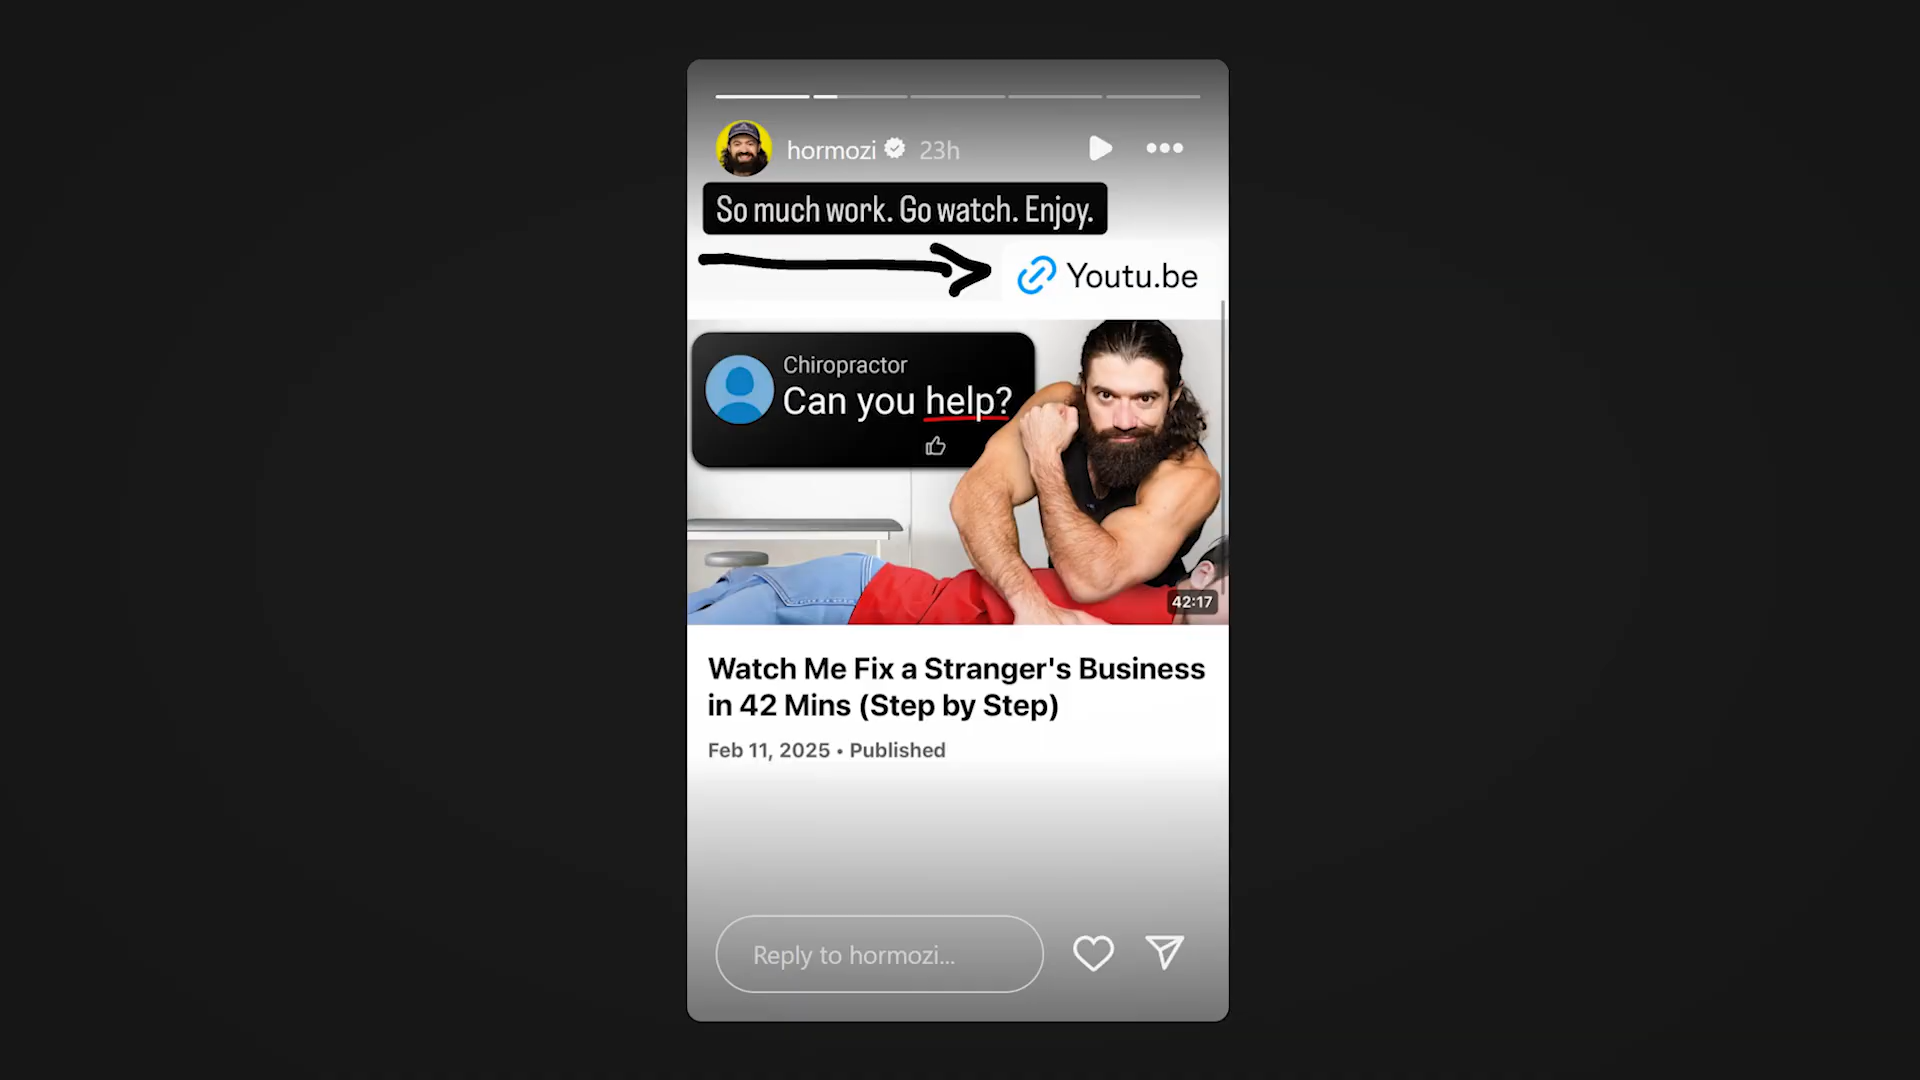 hormozi 23h
So much work. Go watch. Enjoy.
Youtu.be
Chiropractor
Can you help?
42:17
Watch Me Fix a Stranger's Business
in 42 Mins (Step by Step)
Feb 11, 2025 • Published
Reply to hormozi...